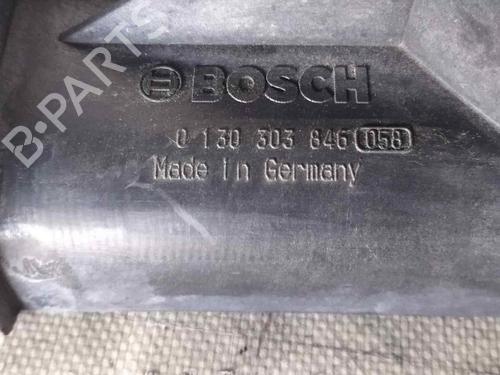 BOSCH
0 130 303 846 058
Made in Germany
B-PARTS